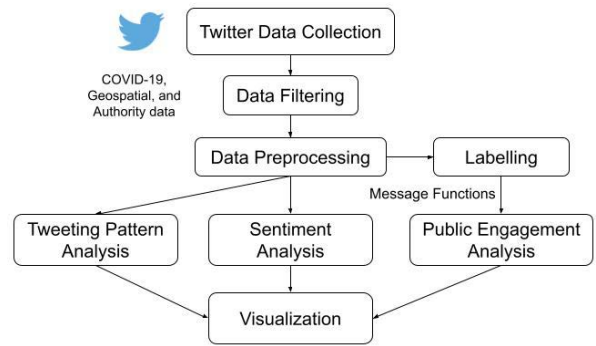 Twitter Data Collection
COVID-19,
Geospatial, and
Authority data
Data Filtering
Data Preprocessing
Labelling
Message Functions
Tweeting Pattern
Analysis
Sentiment
Analysis
Public Engagement
Analysis
Visualization